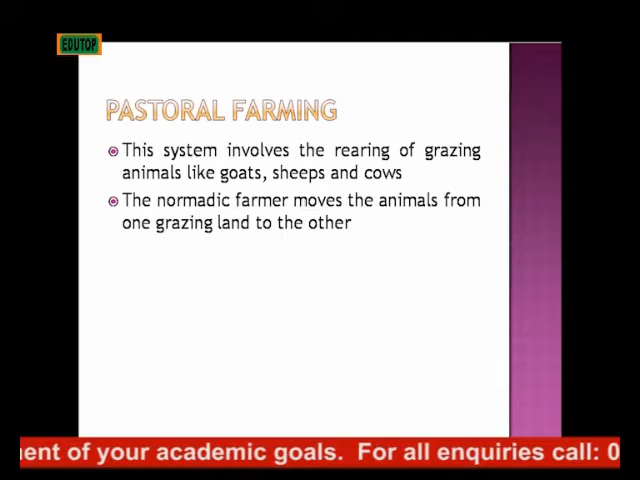 EDUTOP
PASTORAL FARMING
This system involves the rearing of grazing
animals like goats, sheeps and cows
The normadic farmer moves the animals from
one grazing land to the other
ent of your academic goals. For all enquiries call: 0